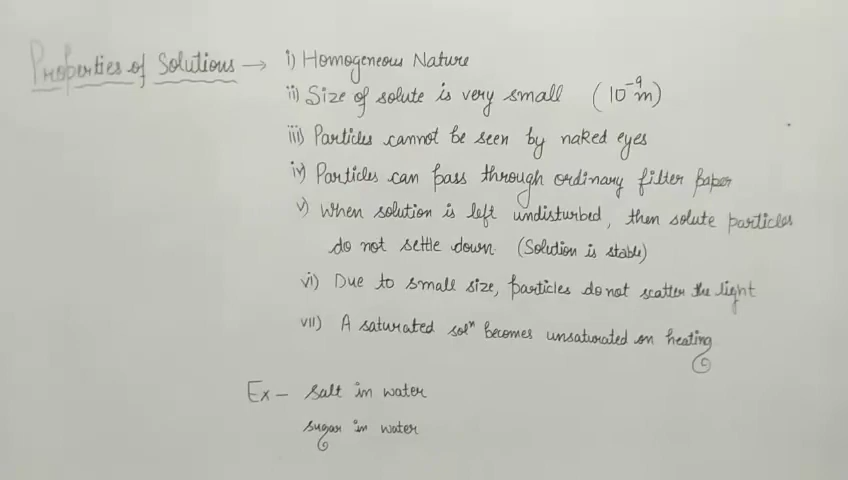 Properties of Solutions → i) Homogeneous Nature
ii) Size of solute is very small (10⁻⁹m)
iii) Particles cannot be seen by naked eyes
iv) Particles can pass through ordinary filter paper
v) When solution is left undisturbed, then solute particles
do not settle down. (Solution is stable)
vi) Due to small size, particles do not scatter the light
vii) A saturated solⁿ becomes unsaturated on heating
Ex – Salt in water
sugar in water